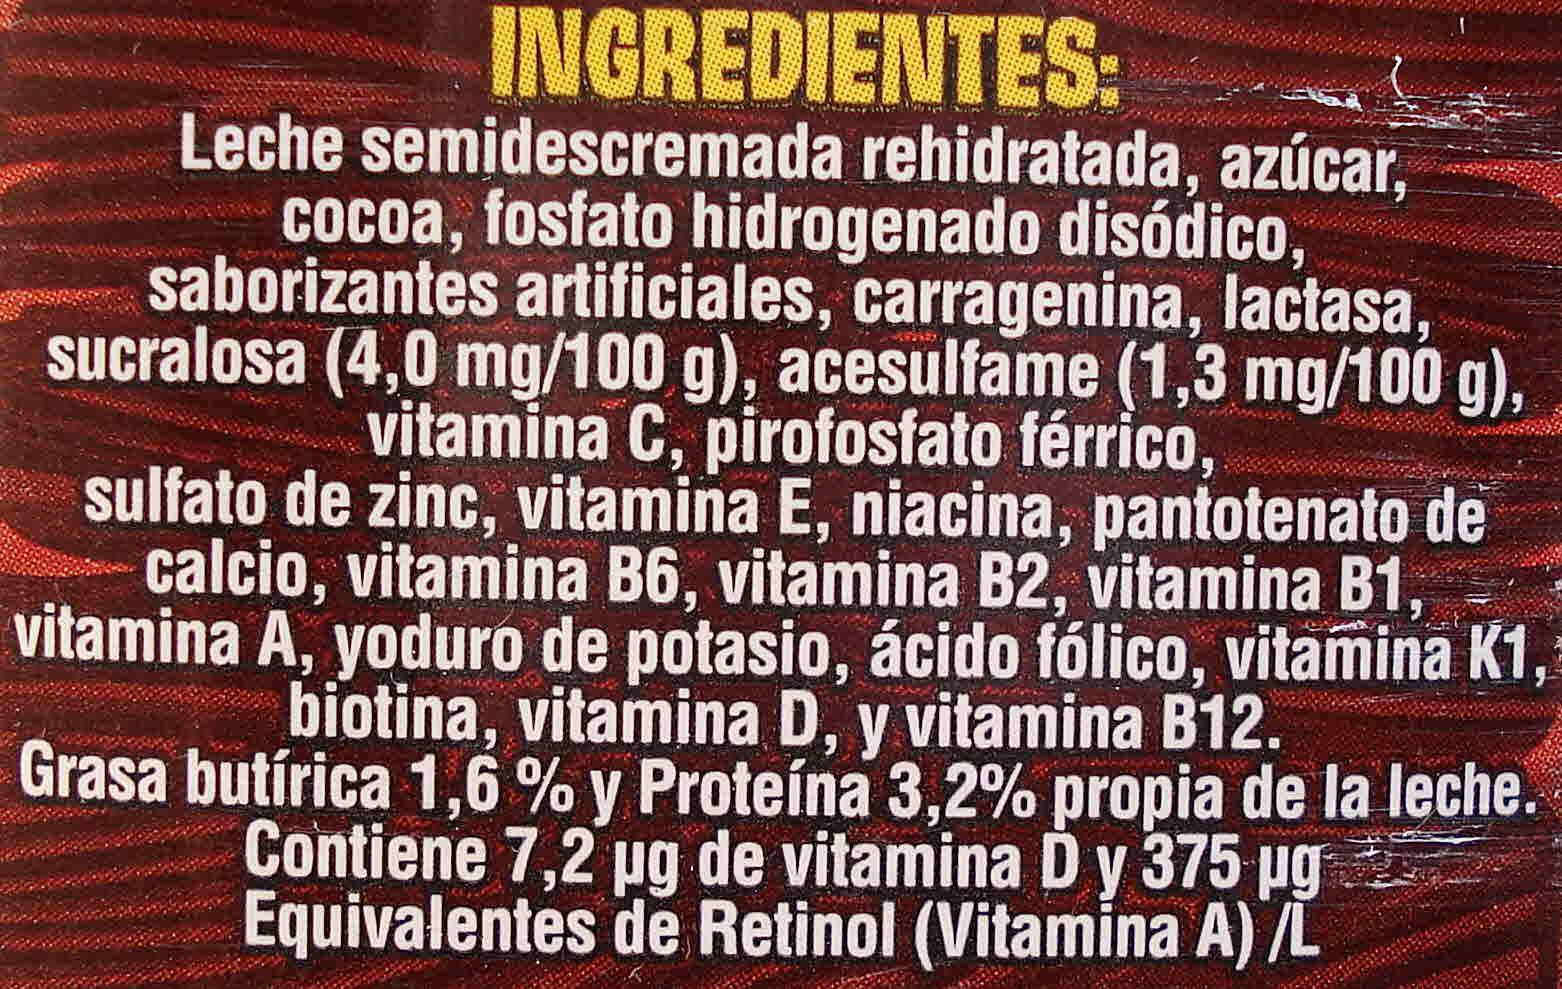 INGREDIENTES:
Leche semidescremada rehidratada, azúcar,
cocoa, fosfato hidrogenado disódico,
saborizantes artificiales, carragenina, lactasa,
sucralosa (4,0 mg/100 g), acesulfame (1,3 mg/100 g),
vitamina C, pirofosfato férrico,
sulfato de zinc, vitamina E, niacina, pantotenato de
calcio, vitamina B6, vitamina B2, vitamina B1,
vitamina A, yoduro de potasio, ácido fólico, vitamina K1,
biotina, vitamina D, y vitamina B12.
Grasa butírica 1,6 % y Proteína 3,2% propia de la leche.
Contiene 7,2 µg de vitamina D y 375 µg
Equivalentes de Retinol (Vitamina A) /L